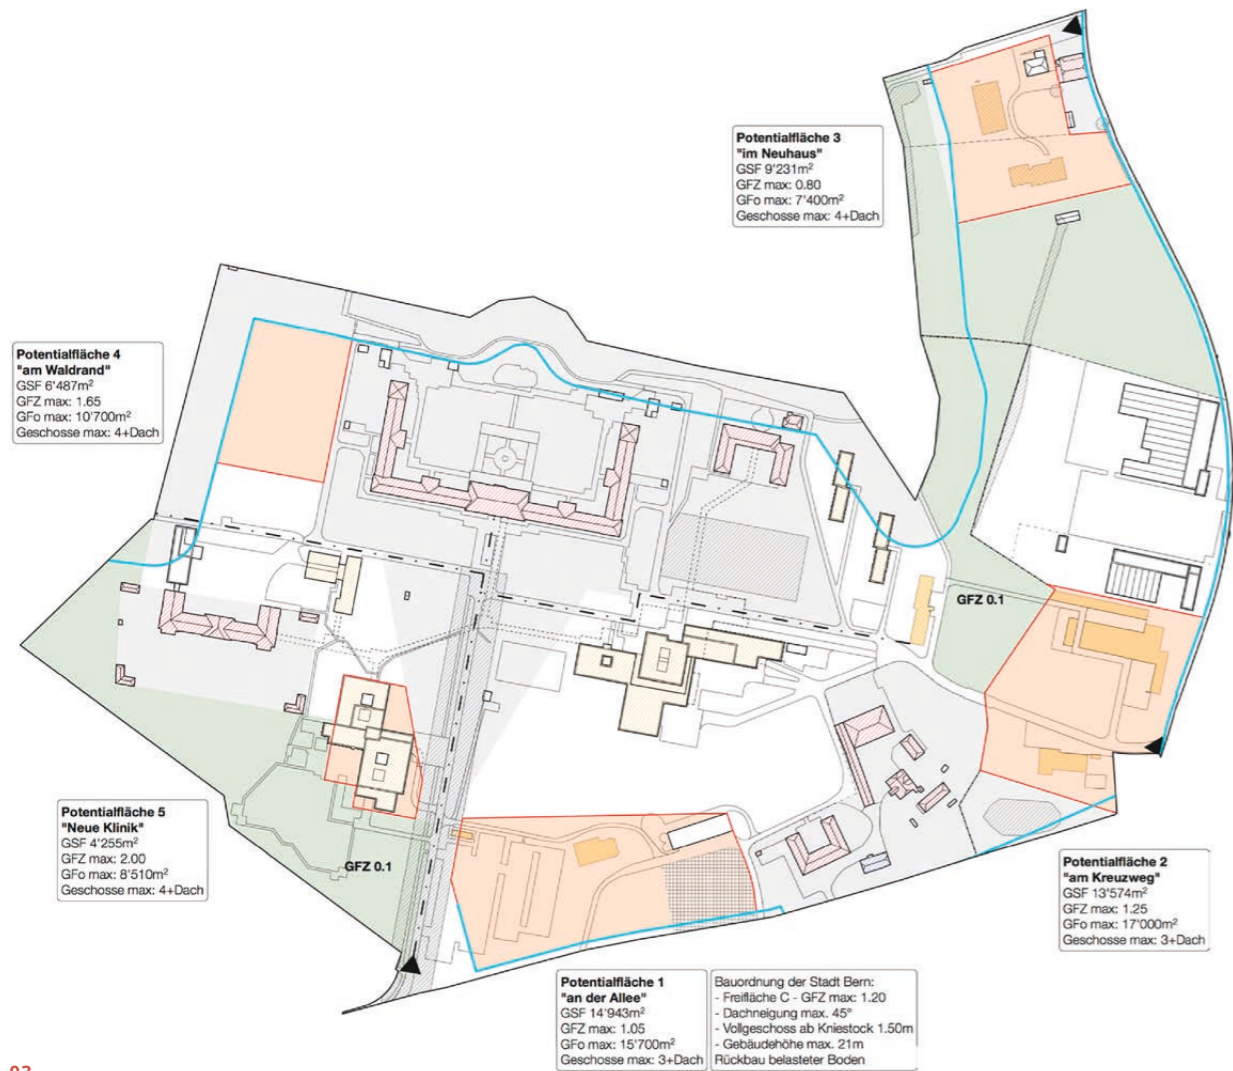 Potentialfläche 3
"im Neuhaus"
GSF 9'231m²
GFZ max: 0.80
GFo max: 7'400m²
Geschosse max: 4+Dach
Potentialfläche 4
"am Waldrand"
GSF 6'487m²
GFZ max: 1.65
GFo max: 10'700m²
Geschosse max: 4+Dach
GFZ 0.1
Potentialfläche 5
"Neue Klinik"
GSF 4'255m²
GFZ max: 2.00
GFo max: 8'510m²
Geschosse max: 4+Dach
GFZ 0.1
Potentialfläche 2
"am Kreuzweg"
GSF 13'574m²
GFZ max: 1.25
GFo max: 17'000m²
Geschosse max: 3+Dach
Potentialfläche 1
"an der Allee"
GSF 14'943m²
GFZ max: 1.05
GFo max: 15'700m²
Geschosse max: 3+Dach
Bauordnung der Stadt Bern:
- Freifläche C - GFZ max: 1.20
- Dachneigung max. 45°
- Vollgeschoss ab Kniestock 1.50m
- Gebäudehöhe max. 21m
Rückbau belasteter Boden